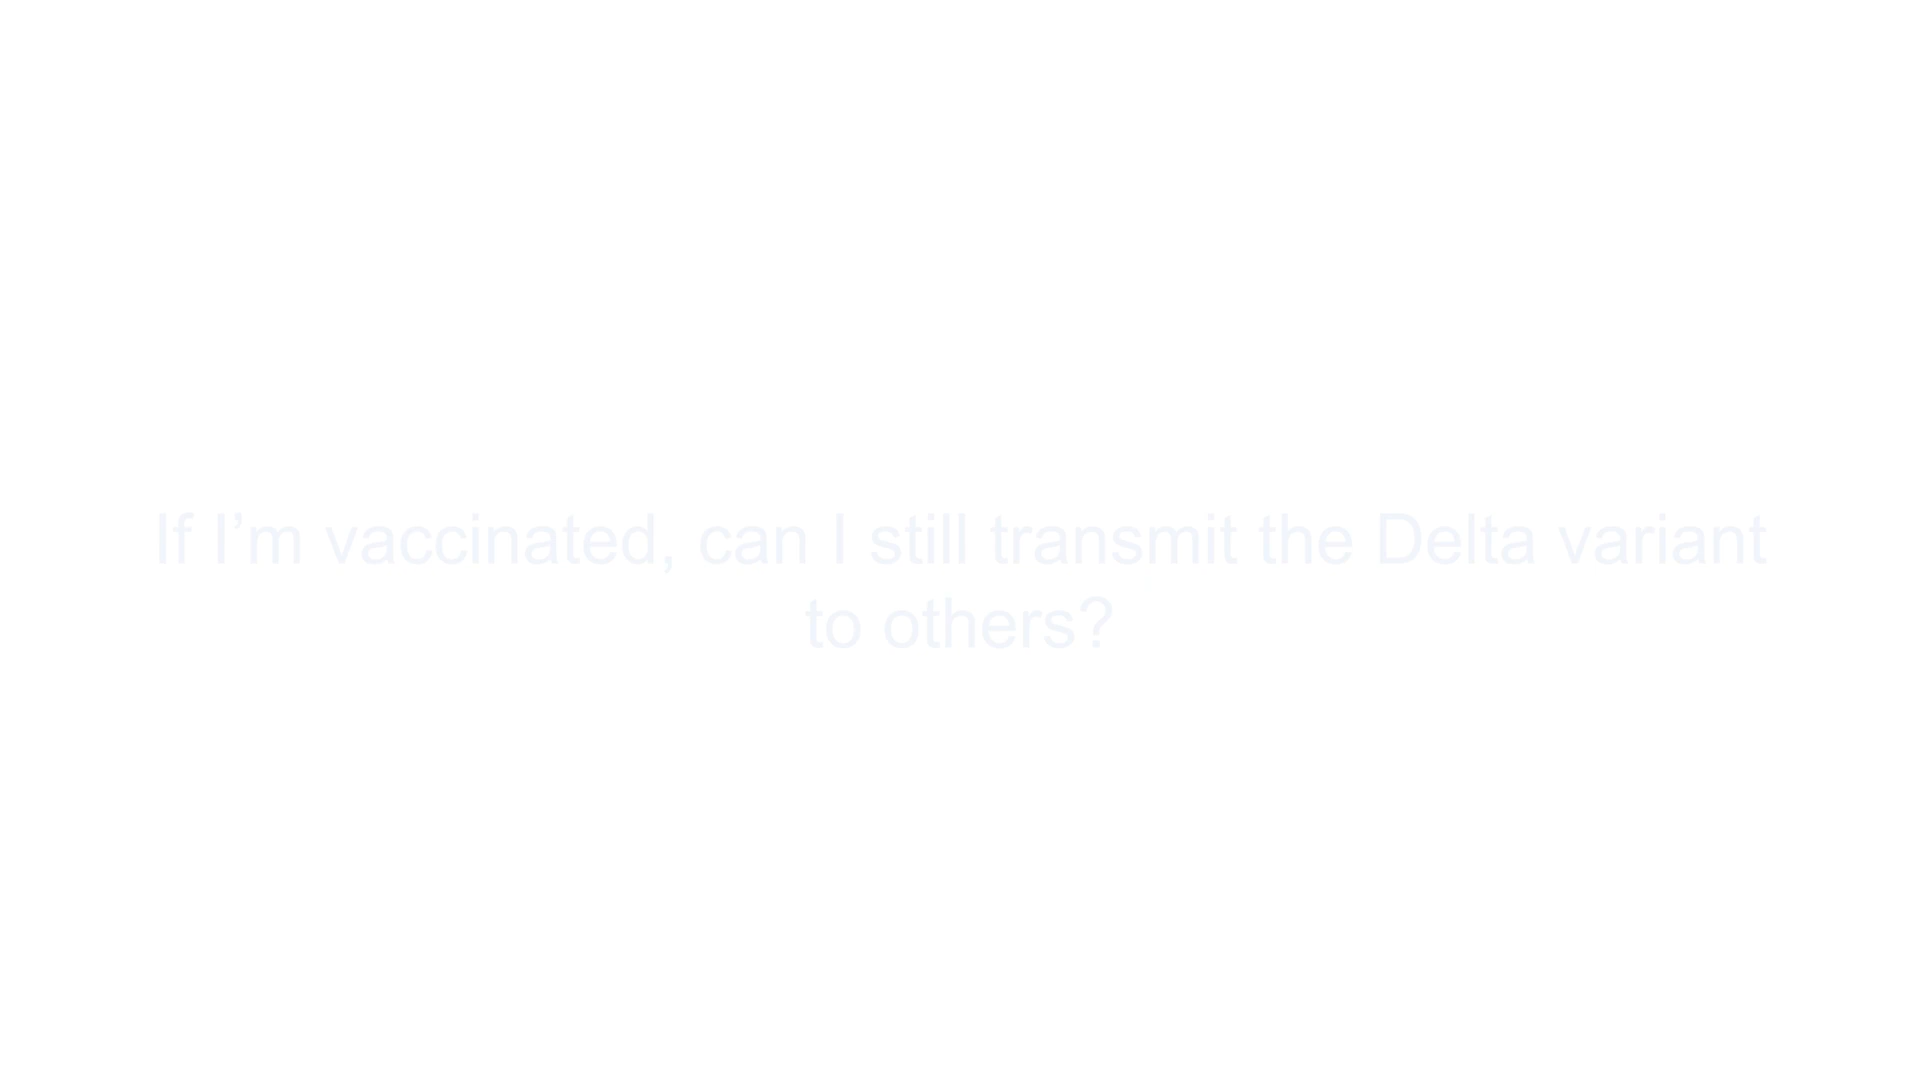 If I’m vaccinated, can I still transmit the Delta variant
to others?